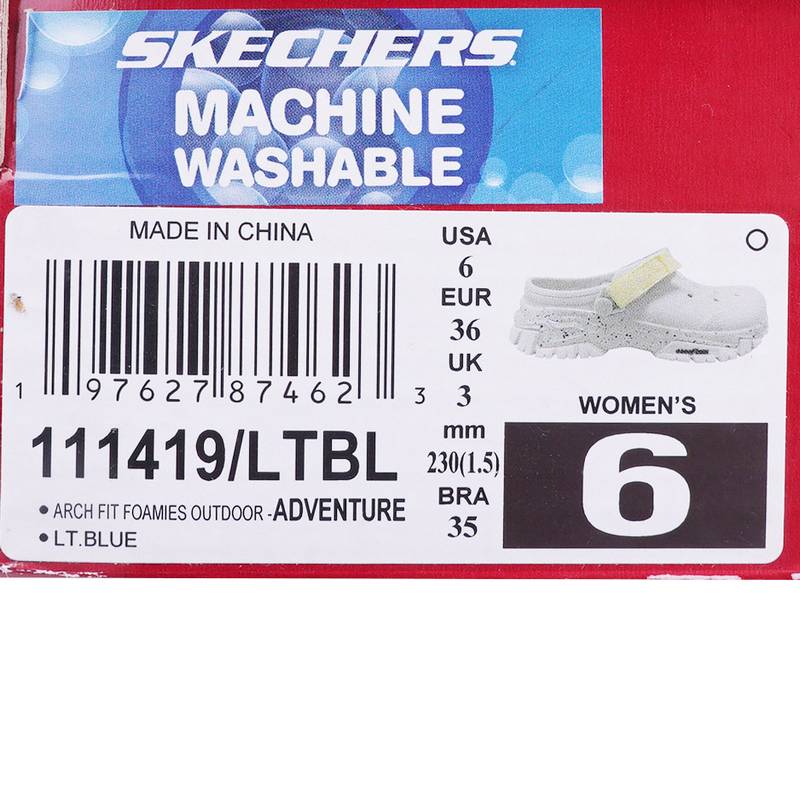 SKECHERS
MACHINE
WASHABLE
MADE IN CHINA
1 97627 87462 3
111419/LTBL
• ARCH FIT FOAMIES OUTDOOR -ADVENTURE
• LT.BLUE
USA
6
EUR
36
UK
3
mm
230(1.5)
BRA
35
WOMEN'S
6